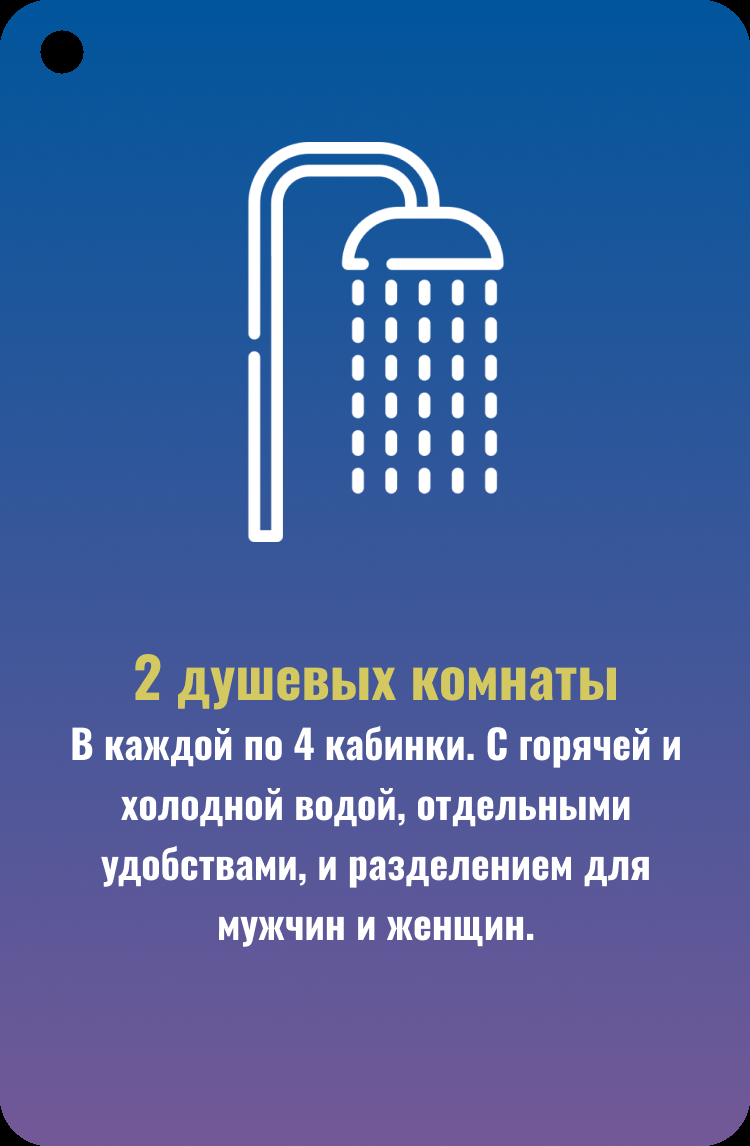 2 душевых комнаты
В каждой по 4 кабинки. С горячей и
холодной водой, отдельными
удобствами, и разделением для
мужчин и женщин.